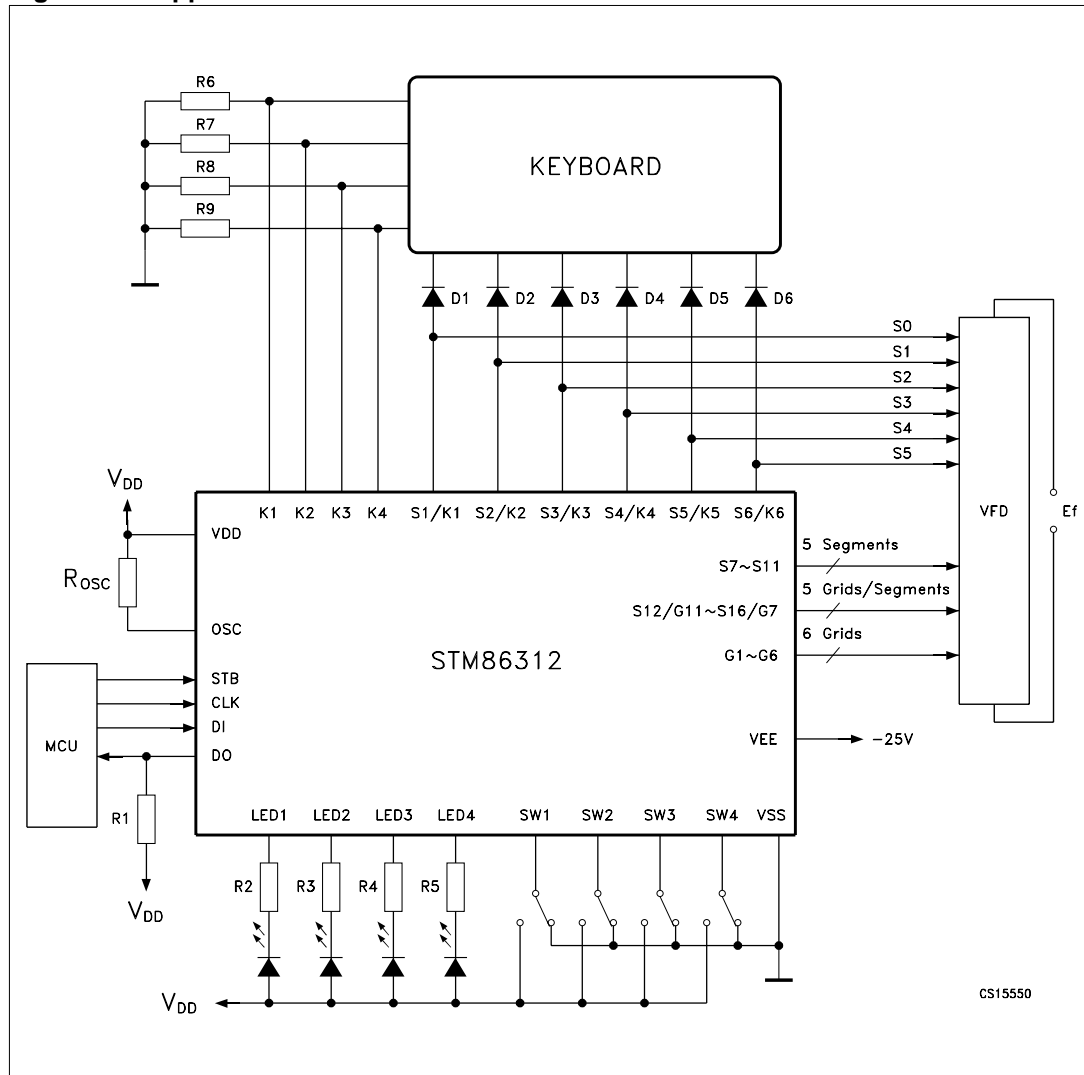 R6
R7
R8
R9
KEYBOARD
D1 D2 D3 D4 D5 D6
S0
S1
S2
S3
S4
S5
VDD
ROSC
K1 K2 K3 K4 S1/K1 S2/K2 S3/K3 S4/K4 S5/K5 S6/K6
VDD
OSC
STB
CLK
DI
DO
MCU
R1
VDD
STM86312
S7~S11
5 Segments
S12/G11~S16/G7
5 Grids/Segments
G1~G6
6 Grids
VEE
-25V
VFD
Ef
LED1 LED2 LED3 LED4 SW1 SW2 SW3 SW4 VSS
R2 R3 R4 R5
VDD
CS15550